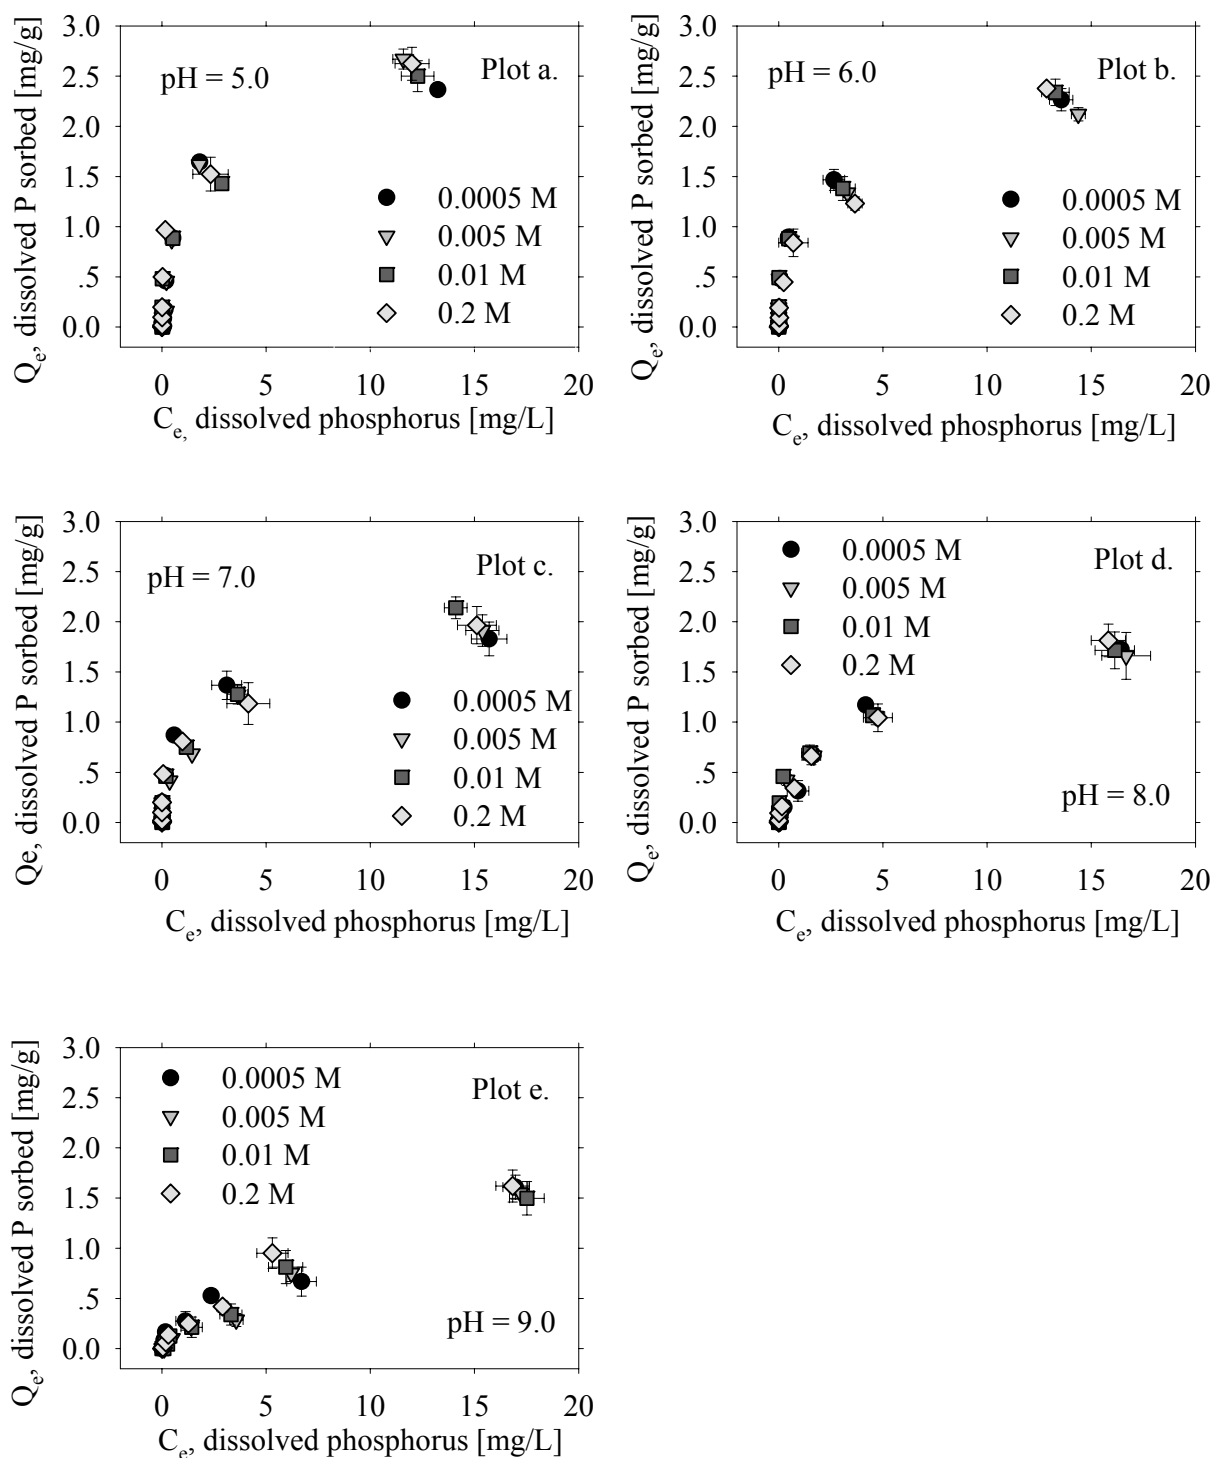 Plot a.
pH = 5.0
Q_e, dissolved P sorbed [mg/g]
3.0
2.5
2.0
1.5
1.0
.5
0.0
0.0005 M
0.005 M
0.01 M
0.2 M
0 5 10 15 20
C_e, dissolved phosphorus [mg/L]
Plot b.
pH = 6.0
Q_e, dissolved P sorbed [mg/g]
3.0
2.5
2.0
1.5
1.0
.5
0.0
0.0005 M
0.005 M
0.01 M
0.2 M
0 5 10 15 20
C_e, dissolved phosphorus [mg/L]
Plot c.
pH = 7.0
Qe, dissolved P sorbed [mg/g]
3.0
2.5
2.0
1.5
1.0
.5
0.0
0.0005 M
0.005 M
0.01 M
0.2 M
0 5 10 15 20
C_e, dissolved phosphorus [mg/L]
Plot d.
Q_e, dissolved P sorbed [mg/g]
3.0
2.5
2.0
1.5
1.0
.5
0.0
0.0005 M
0.005 M
0.01 M
0.2 M
pH = 8.0
0 5 10 15 20
C_e, dissolved phosphorus [mg/L]
Plot e.
Q_e, dissolved P sorbed [mg/g]
3.0
2.5
2.0
1.5
1.0
.5
0.0
0.0005 M
0.005 M
0.01 M
0.2 M
pH = 9.0
0 5 10 15 20
C_e, dissolved phosphorus [mg/L]